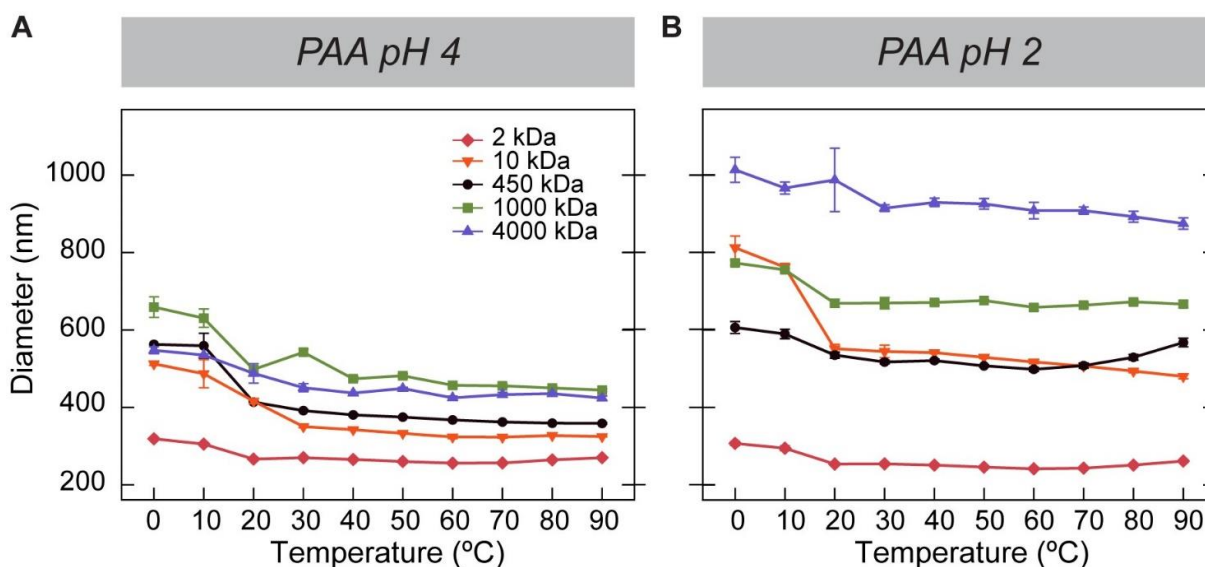 A
PAA pH 4
B
PAA pH 2
Diameter (nm)
1000
800
600
400
200
2 kDa
10 kDa
450 kDa
1000 kDa
4000 kDa
0 10 20 30 40 50 60 70 80 90
Temperature (ºC)
0 10 20 30 40 50 60 70 80 90
Temperature (ºC)